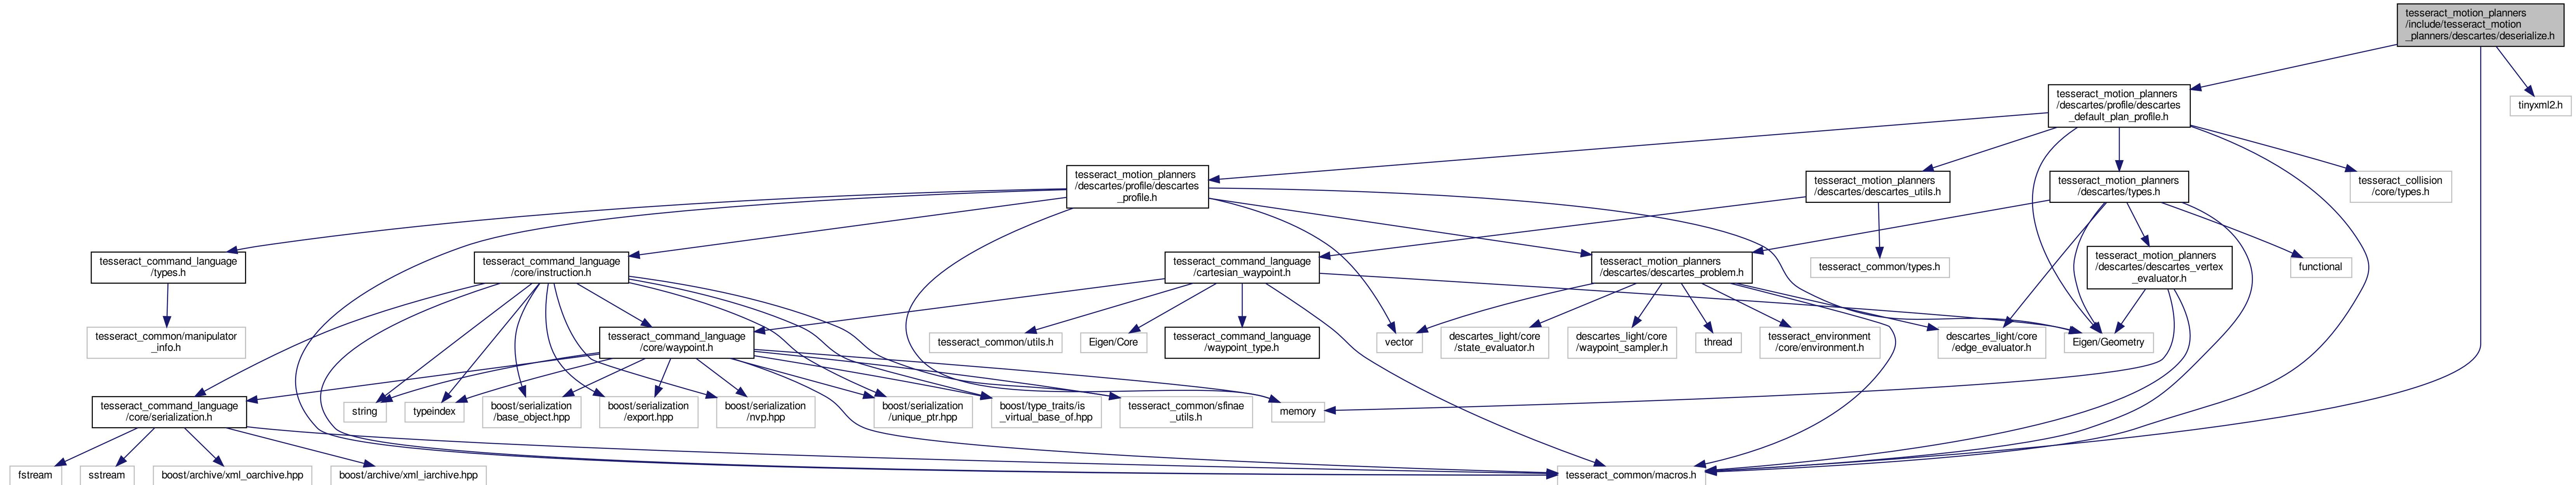 tesseract_motion_planners
/include/tesseract_motion
_planners/descartes/deserialize.h
tesseract_motion_planners
/descartes/profile/descartes
_default_plan_profile.h
tinyxml2.h
tesseract_motion_planners
/descartes/profile/descartes
_profile.h
tesseract_motion_planners
/descartes/descartes_utils.h
tesseract_motion_planners
/descartes/types.h
tesseract_collision
/core/types.h
tesseract_command_language
/types.h
tesseract_command_language
/core/instruction.h
tesseract_command_language
/cartesian_waypoint.h
tesseract_motion_planners
/descartes/descartes_problem.h
tesseract_common/types.h
tesseract_motion_planners
/descartes/descartes_vertex
_evaluator.h
functional
tesseract_common/manipulator
_info.h
tesseract_command_language
/core/waypoint.h
tesseract_common/utils.h
Eigen/Core
tesseract_command_language
/waypoint_type.h
vector
descartes_light/core
/state_evaluator.h
descartes_light/core
/waypoint_sampler.h
thread
tesseract_environment
/core/environment.h
descartes_light/core
/edge_evaluator.h
Eigen/Geometry
tesseract_command_language
/core/serialization.h
string
typeindex
boost/serialization
/base_object.hpp
boost/serialization
/export.hpp
boost/serialization
/nvp.hpp
boost/serialization
/unique_ptr.hpp
boost/type_traits/is
_virtual_base_of.hpp
tesseract_common/sfinae
_utils.h
memory
fstream
sstream
boost/archive/xml_oarchive.hpp
boost/archive/xml_iarchive.hpp
tesseract_common/macros.h